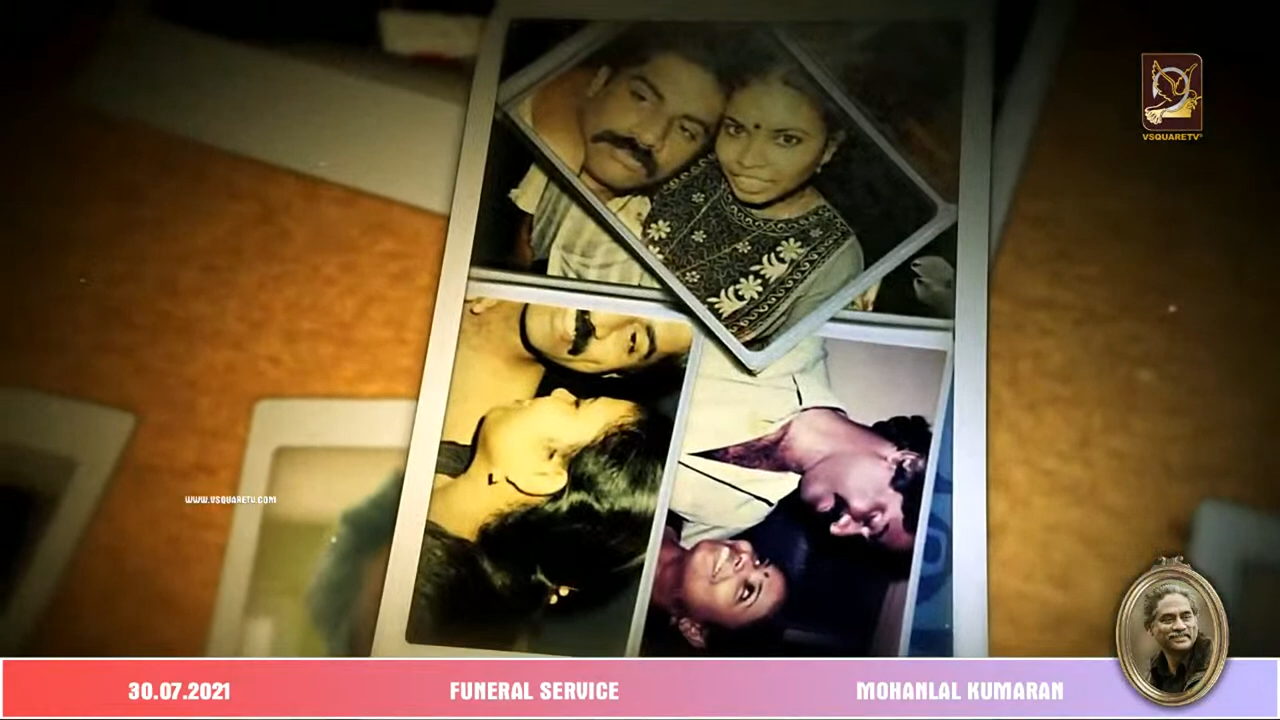 VSQUARETV
WWW.VSQUARETV.COM
30.07.2021
FUNERAL SERVICE
MOHANLAL KUMARAN